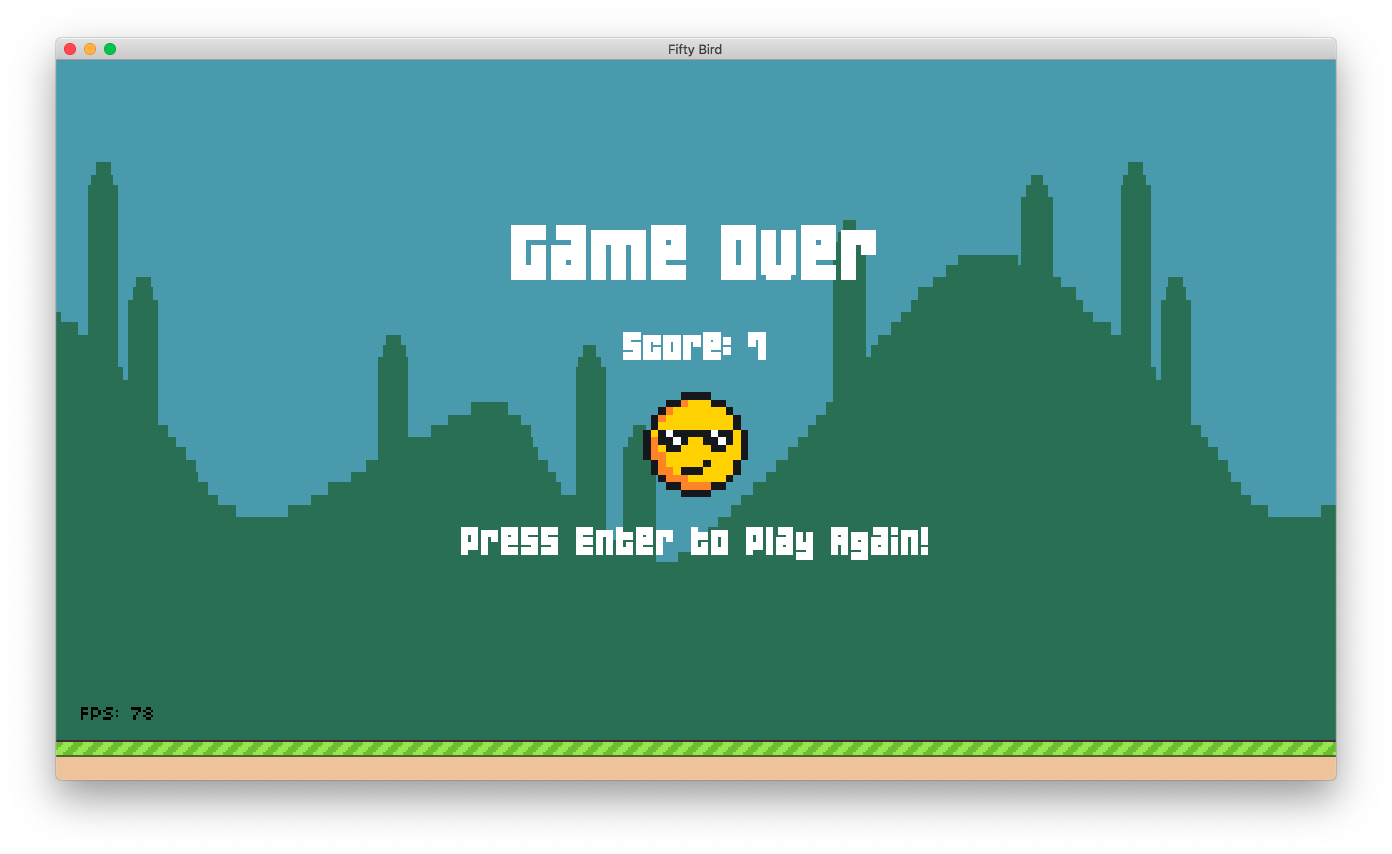 Fifty Bird
Game Over
Score: 7
Press Enter to Play Again!
FPS: 78